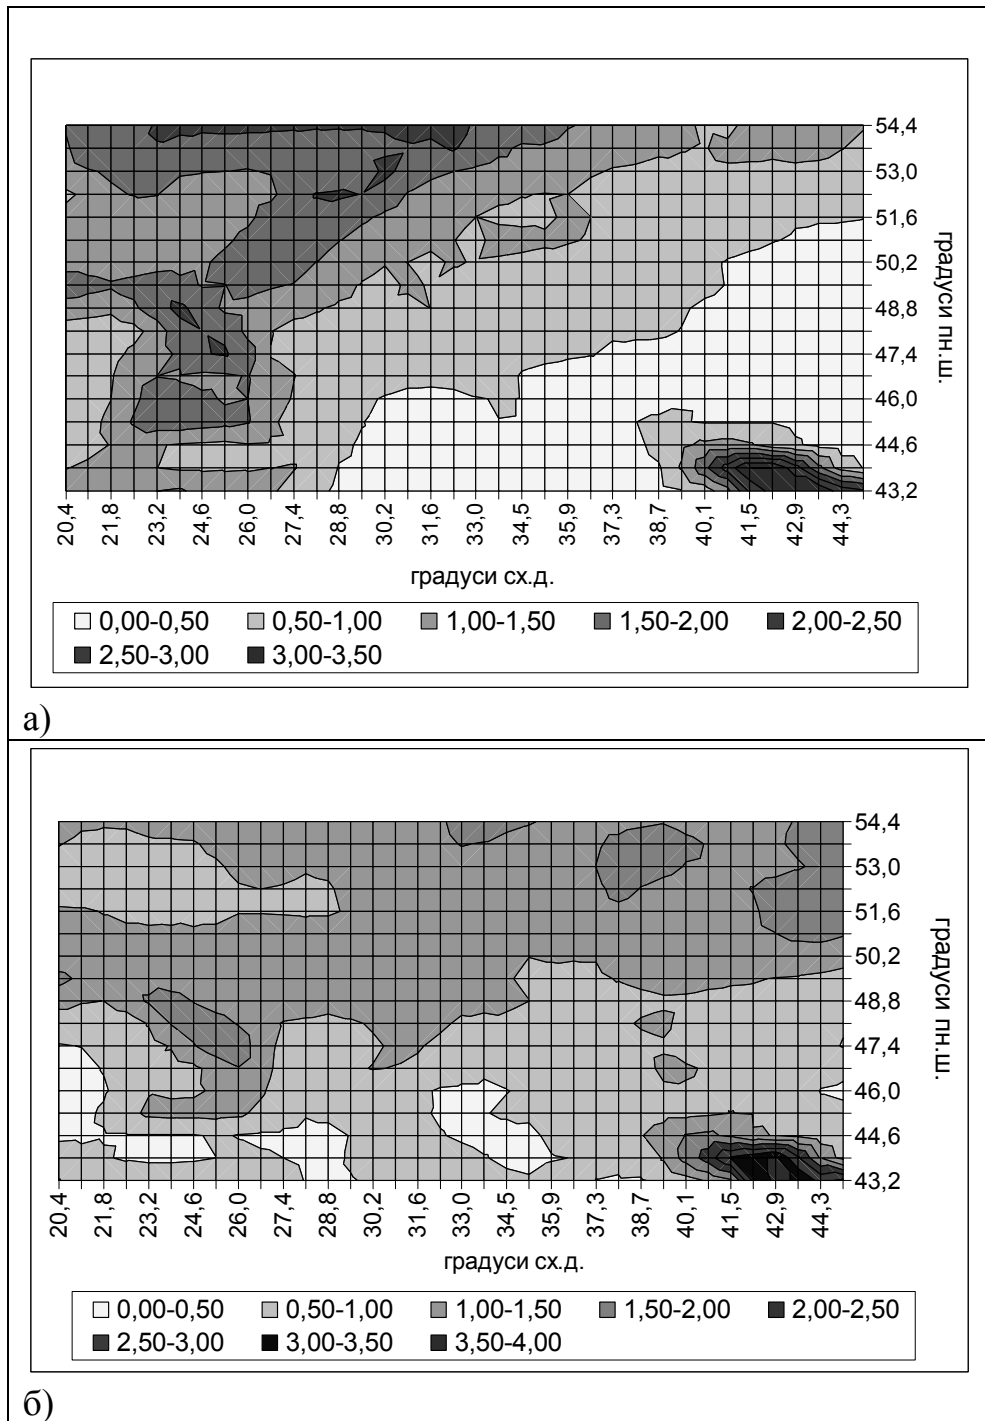 54,4
53,0
51,6
50,2
48,8
47,4
46,0
44,6
43,2
градуси пн.ш.
20,4 21,8 23,2 24,6 26,0 27,4 28,8 30,2 31,6 33,0 34,5 35,9 37,3 38,7 40,1 41,5 42,9 44,3
градуси сх.д.
0,00-0,50 0,50-1,00 1,00-1,50 1,50-2,00 2,00-2,50
2,50-3,00 3,00-3,50
а)
54,4
53,0
51,6
50,2
48,8
47,4
46,0
44,6
43,2
градуси пн.ш.
20,4 21,8 23,2 24,6 26,0 27,4 28,8 30,2 31,6 33,0 34,5 35,9 37,3 38,7 40,1 41,5 42,9 44,3
градуси сх.д.
0,00-0,50 0,50-1,00 1,00-1,50 1,50-2,00 2,00-2,50
2,50-3,00 3,00-3,50 3,50-4,00
б)